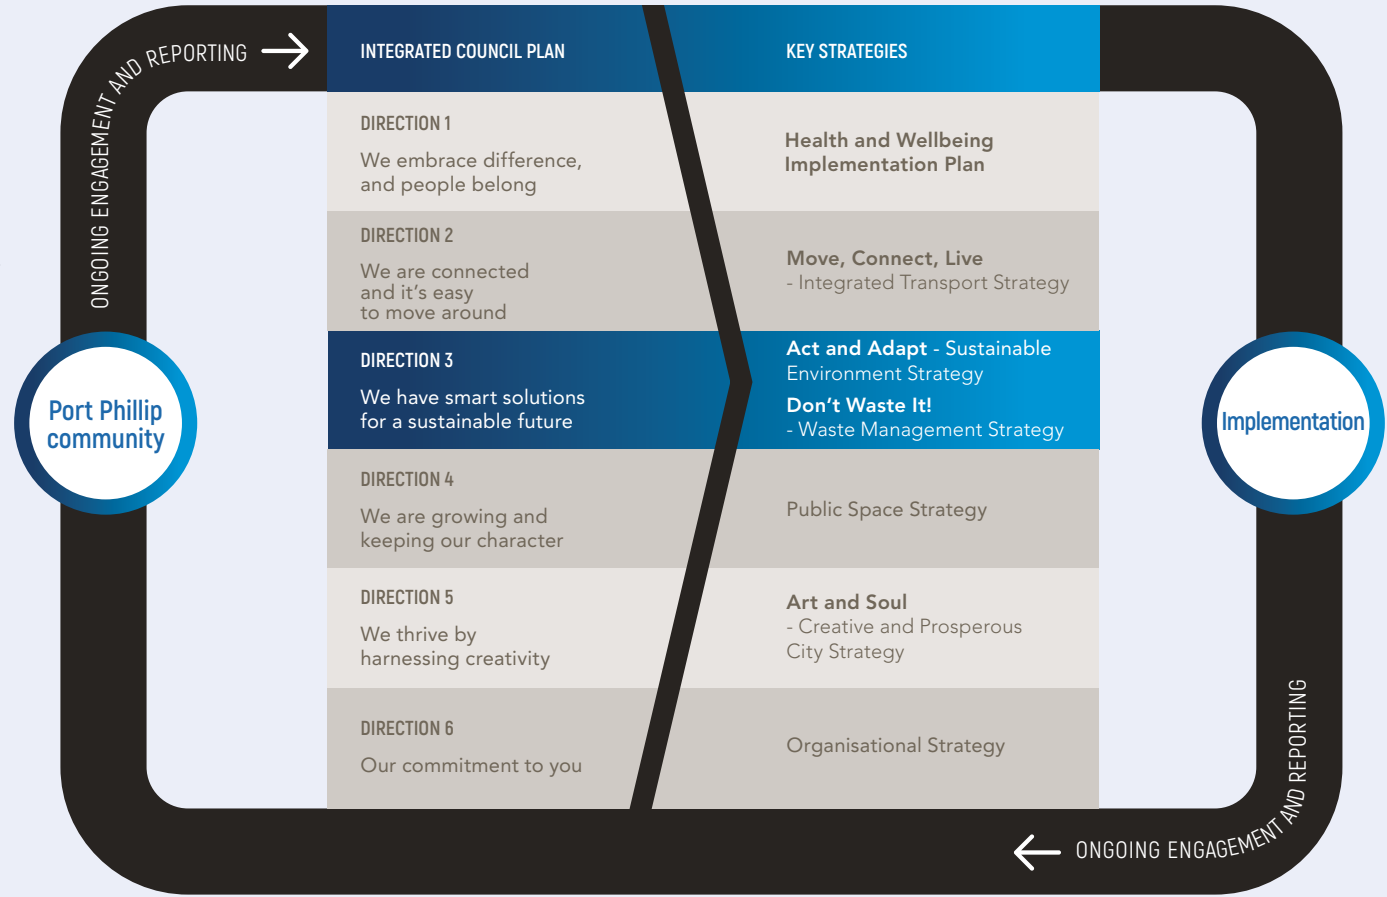 ONGOING ENGAGEMENT AND REPORTING
INTEGRATED COUNCIL PLAN
KEY STRATEGIES
DIRECTION 1
We embrace difference,
and people belong
Health and Wellbeing
Implementation Plan
DIRECTION 2
We are connected
and it’s easy
to move around
Move, Connect, Live
- Integrated Transport Strategy
DIRECTION 3
We have smart solutions
for a sustainable future
Act and Adapt - Sustainable
Environment Strategy
Don’t Waste It!
- Waste Management Strategy
Port Phillip
community
Implementation
DIRECTION 4
We are growing and
keeping our character
Public Space Strategy
DIRECTION 5
We thrive by
harnessing creativity
Art and Soul
- Creative and Prosperous
City Strategy
DIRECTION 6
Our commitment to you
Organisational Strategy
ONGOING ENGAGEMENT AND REPORTING